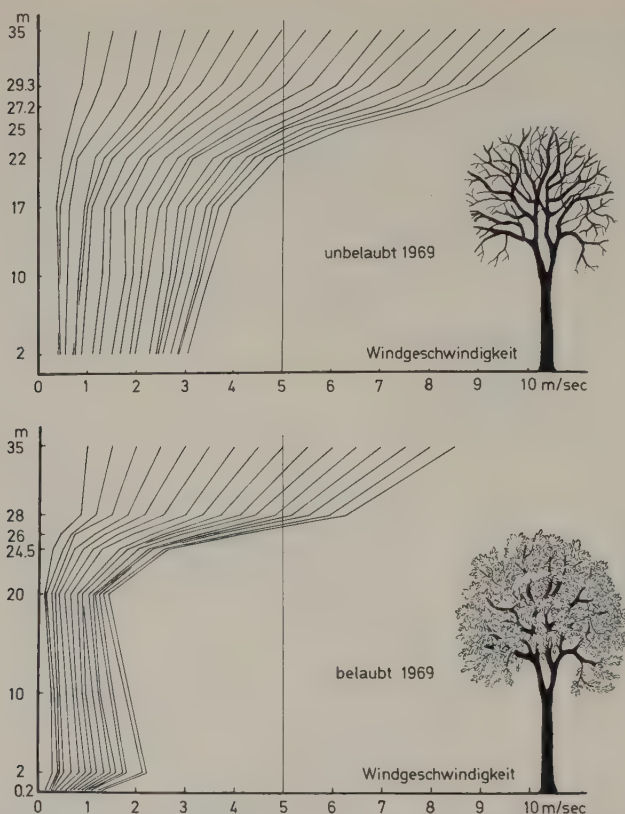 m
35
29.3
27.2
25
22
17
10
2
unbelaubt 1969
Windgeschwindigkeit
0 1 2 3 4 5 6 7 8 9 10 m/sec
m
35
28
26
24.5
20
10
2
0.2
belaubt 1969
Windgeschwindigkeit
0 1 2 3 4 5 6 7 8 9 10 m/sec